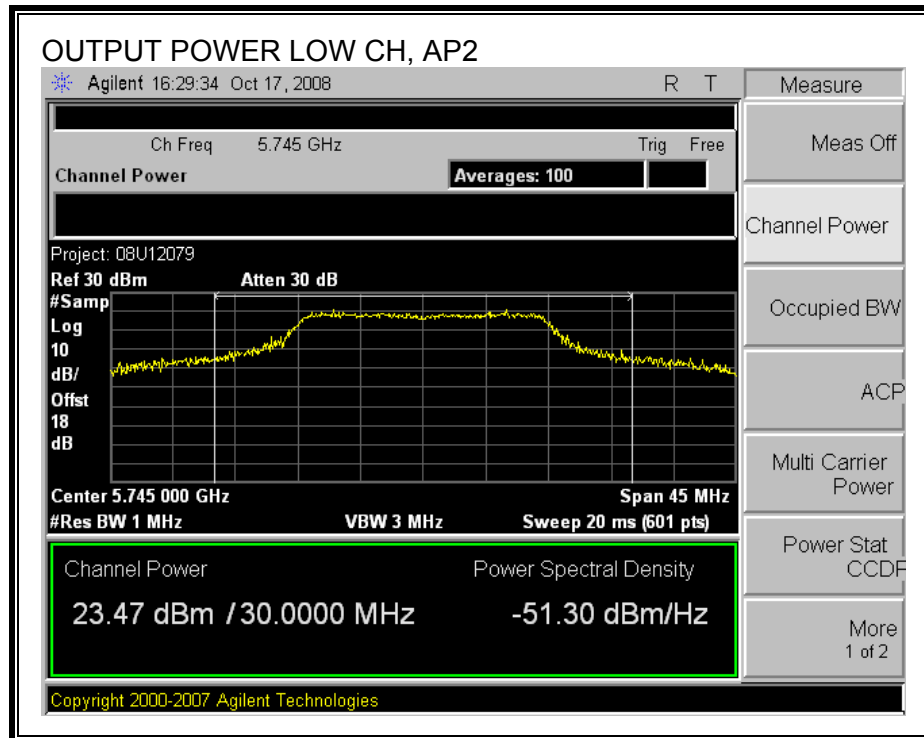 OUTPUT POWER LOW CH, AP2
Agilent 16:29:34 Oct 17, 2008 R T
Measure
Ch Freq 5.745 GHz Trig Free
Meas Off
Channel Power Averages: 100
Channel Power
Project: 08U12079
Ref 30 dBm Atten 30 dB
#Samp
Log
10
dB/
Offst
18
dB
Occupied BW
ACP
Multi Carrier
Power
Center 5.745 000 GHz Span 45 MHz
#Res BW 1 MHz VBW 3 MHz Sweep 20 ms (601 pts)
Channel Power Power Spectral Density
23.47 dBm / 30.0000 MHz -51.30 dBm/Hz
Power Stat
CCDF
More
1 of 2
Copyright 2000-2007 Agilent Technologies